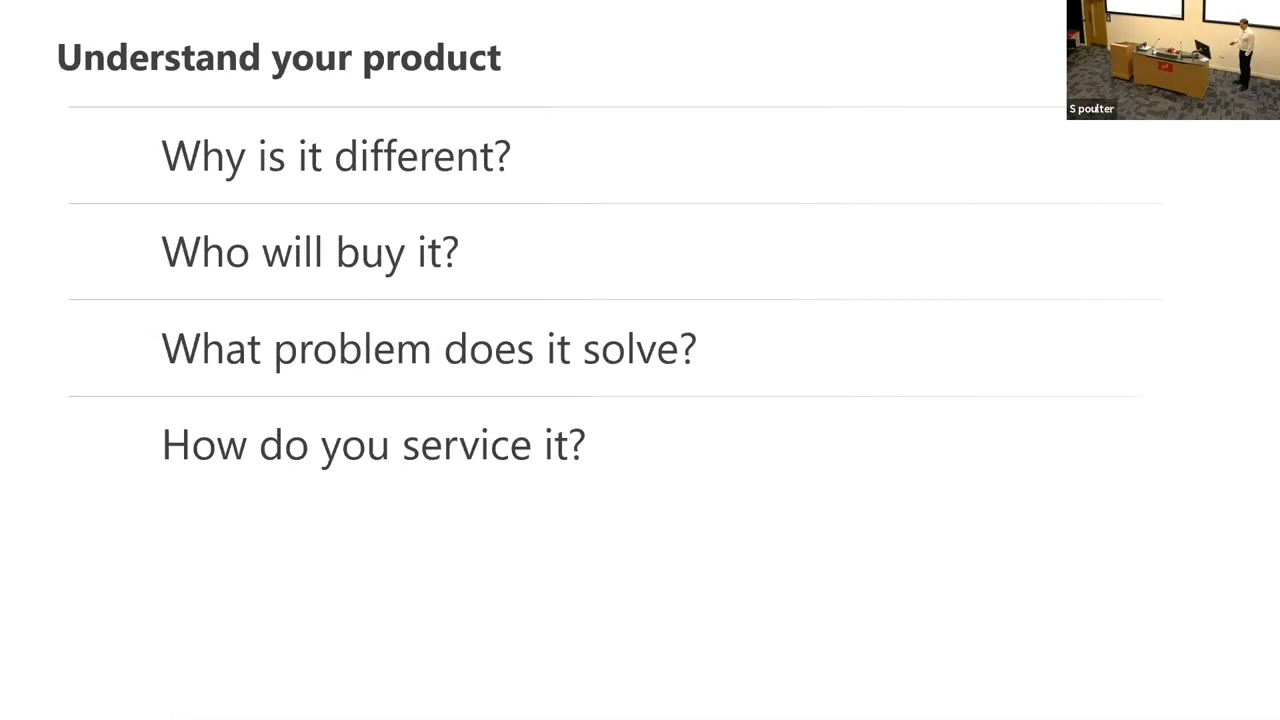 Understand your product
S poulter
Why is it different?
Who will buy it?
What problem does it solve?
How do you service it?